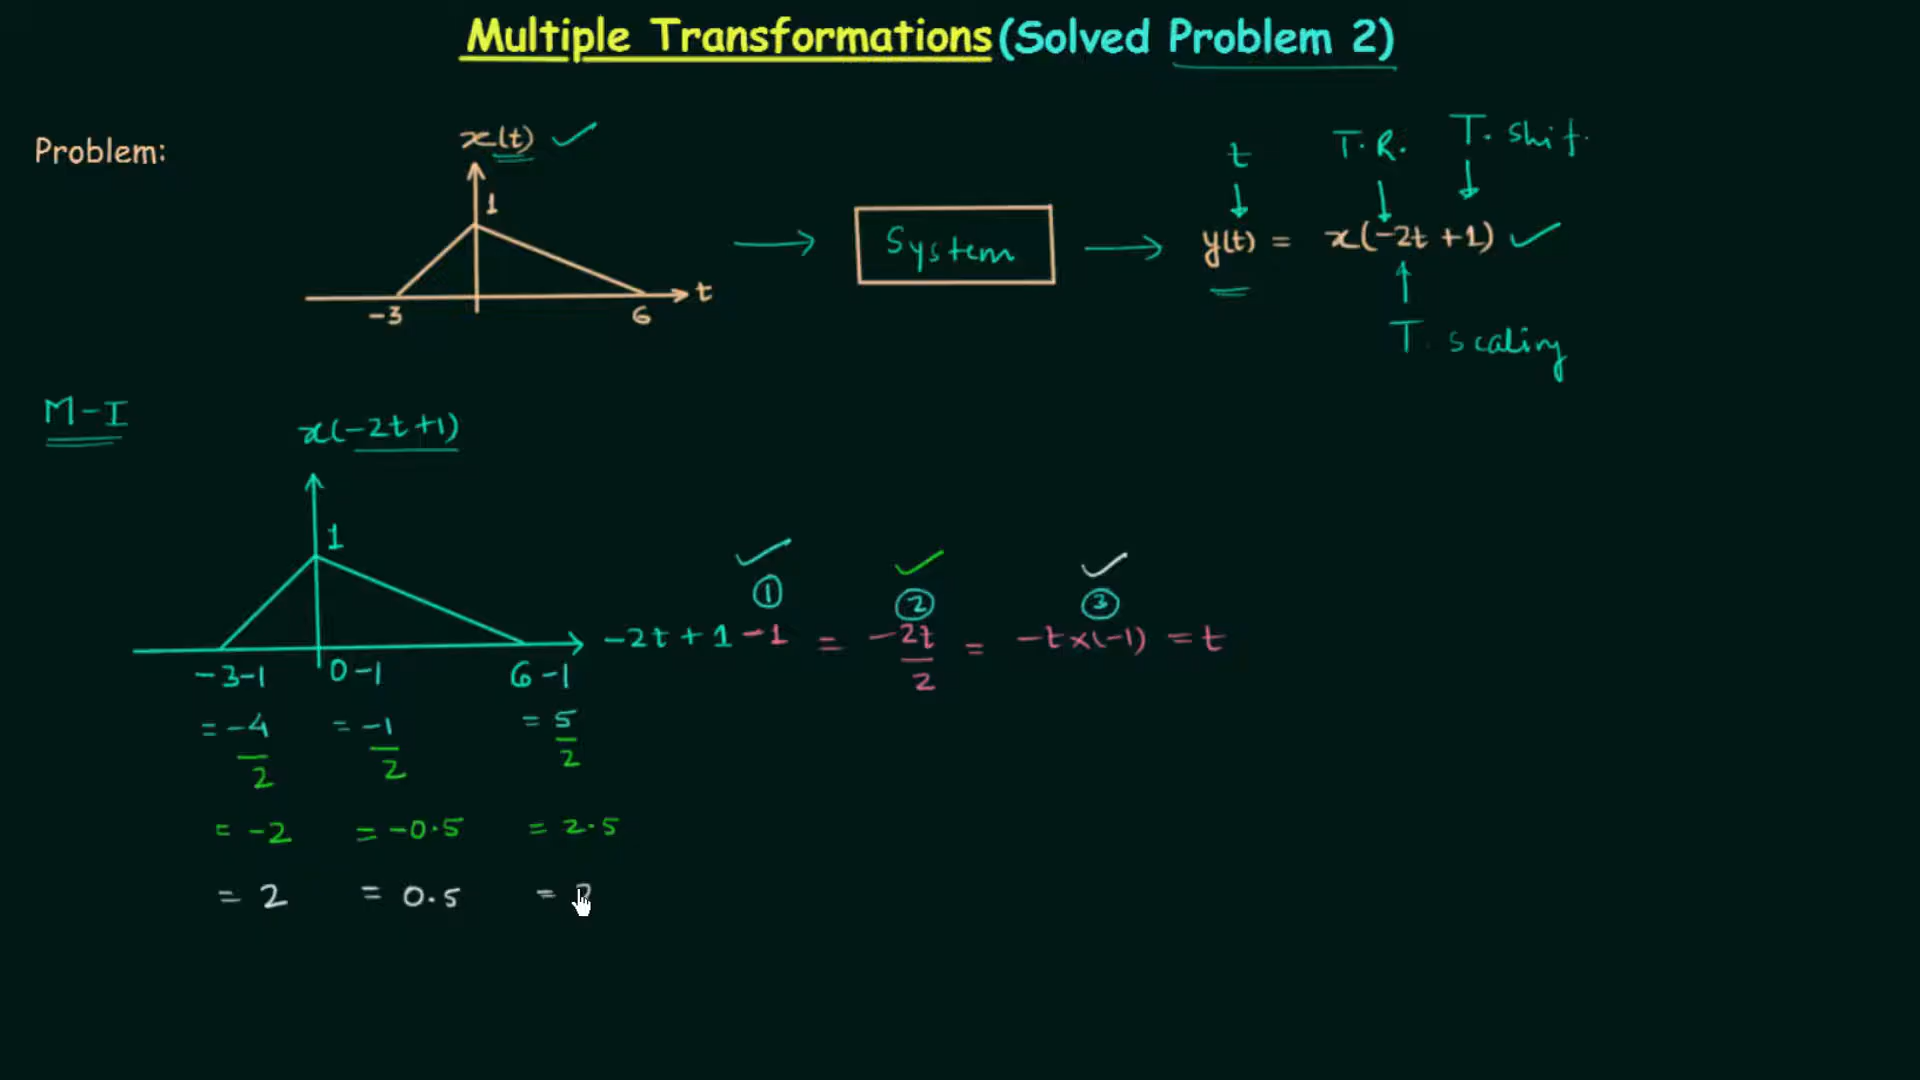 Multiple Transformations (Solved Problem 2)
Problem:
x(t)
1
-3
6
t
System
t
T.R.
T. Shift.
y(t) = x(-2t +1)
T. scaling
M-I
x(-2t+1)
1
① ② ③
-2t + 1 -1 = -2t/2 = -t×(-1) = t
-3-1 0-1 6-1
= -4/2 = -1/2 = 5/2
= -2 = -0.5 = 2.5
= 2 = 0.5 =